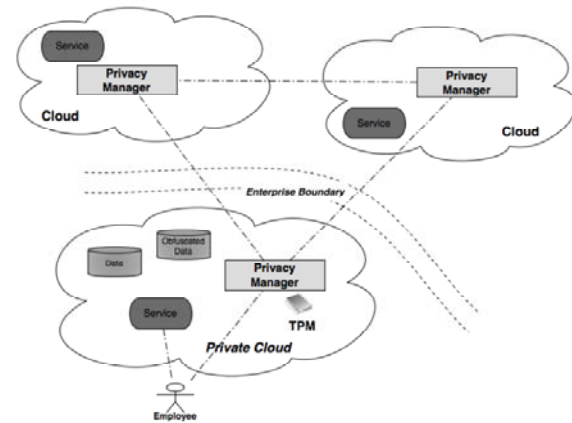 Service
Privacy
Manager
Cloud
Privacy
Manager
Service
Cloud
Enterprise Boundary
Obfuscated
Data
Data
Privacy
Manager
Service
TPM
Private Cloud
Employee